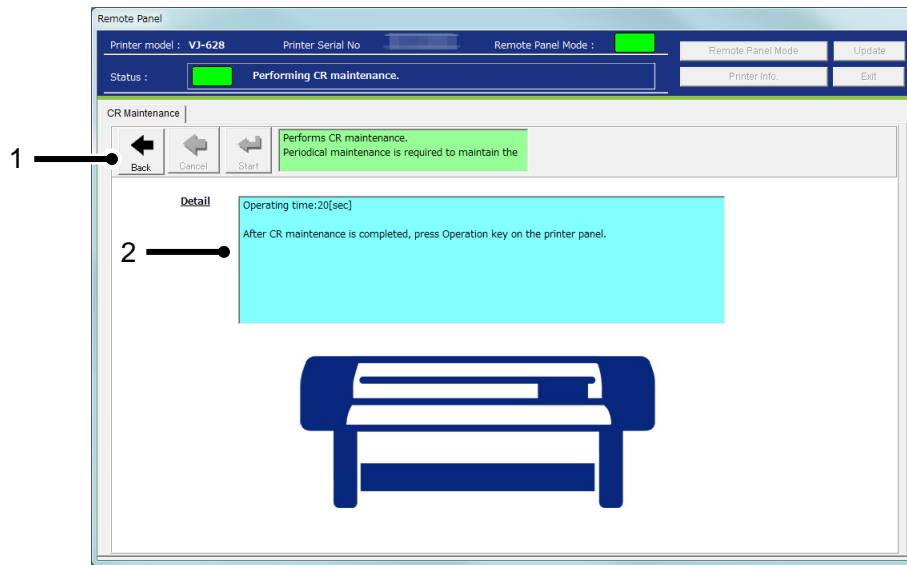 Remote Panel
Printer model : VJ-628 Printer Serial No Remote Panel Mode :
Remote Panel Mode Update
Status : Performing CR maintenance.
Printer Info. Exit
CR Maintenance
1
Back Cancel Start
Performs CR maintenance.
Periodical maintenance is required to maintain the
Detail
Operating time:20[sec]
After CR maintenance is completed, press Operation key on the printer panel.
2